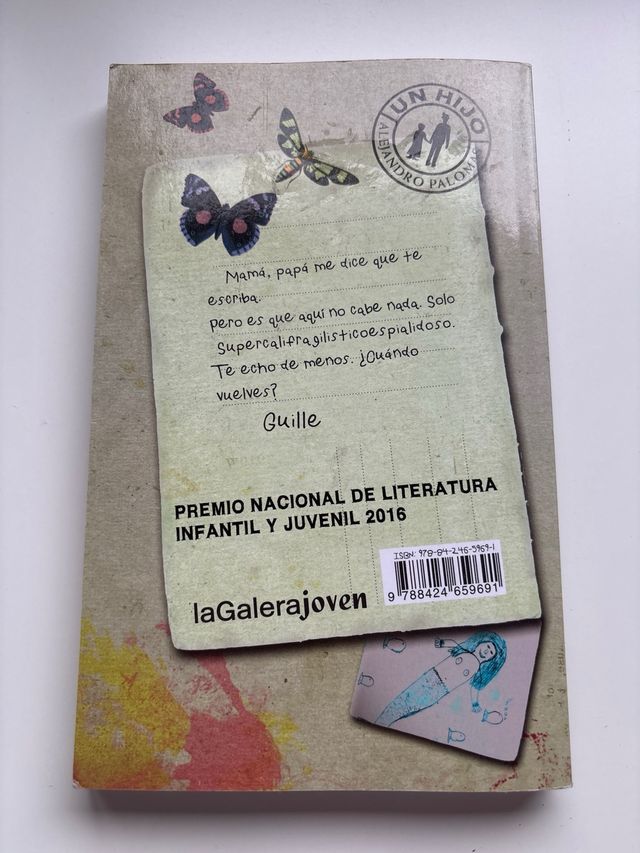 UN HIJO
ALEJANDRO PALOMAS
Mamá, papá me dice que te
escriba.
Pero es que aquí no cabe nada. Solo
Supercalifragilisticoespialidoso.
Te echo de menos. ¿Cuándo
vuelves?
Guille
PREMIO NACIONAL DE LITERATURA
INFANTIL Y JUVENIL 2016
ISBN: 978-84-246-5969-1
9 788424 659691
laGalerajoven